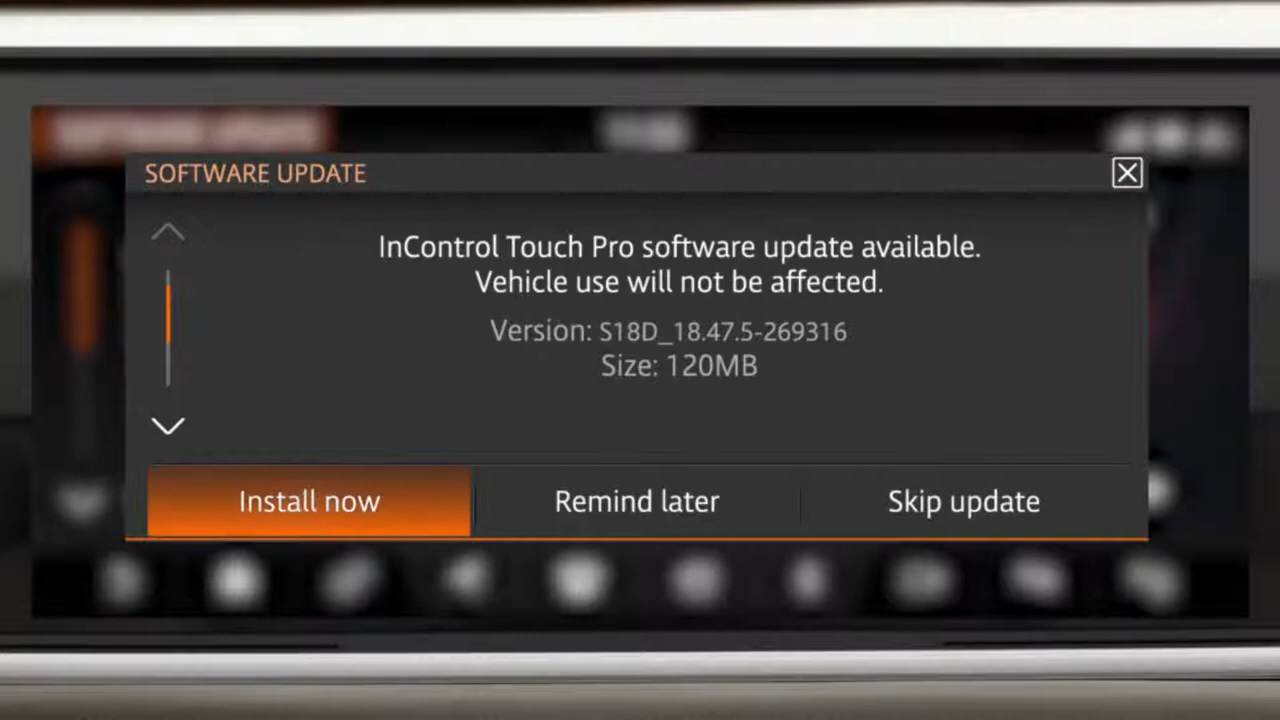 SOFTWARE UPDATE
InControl Touch Pro software update available.
Vehicle use will not be affected.
Version: S18D_18.47.5-269316
Size: 120MB
Install now
Remind later
Skip update